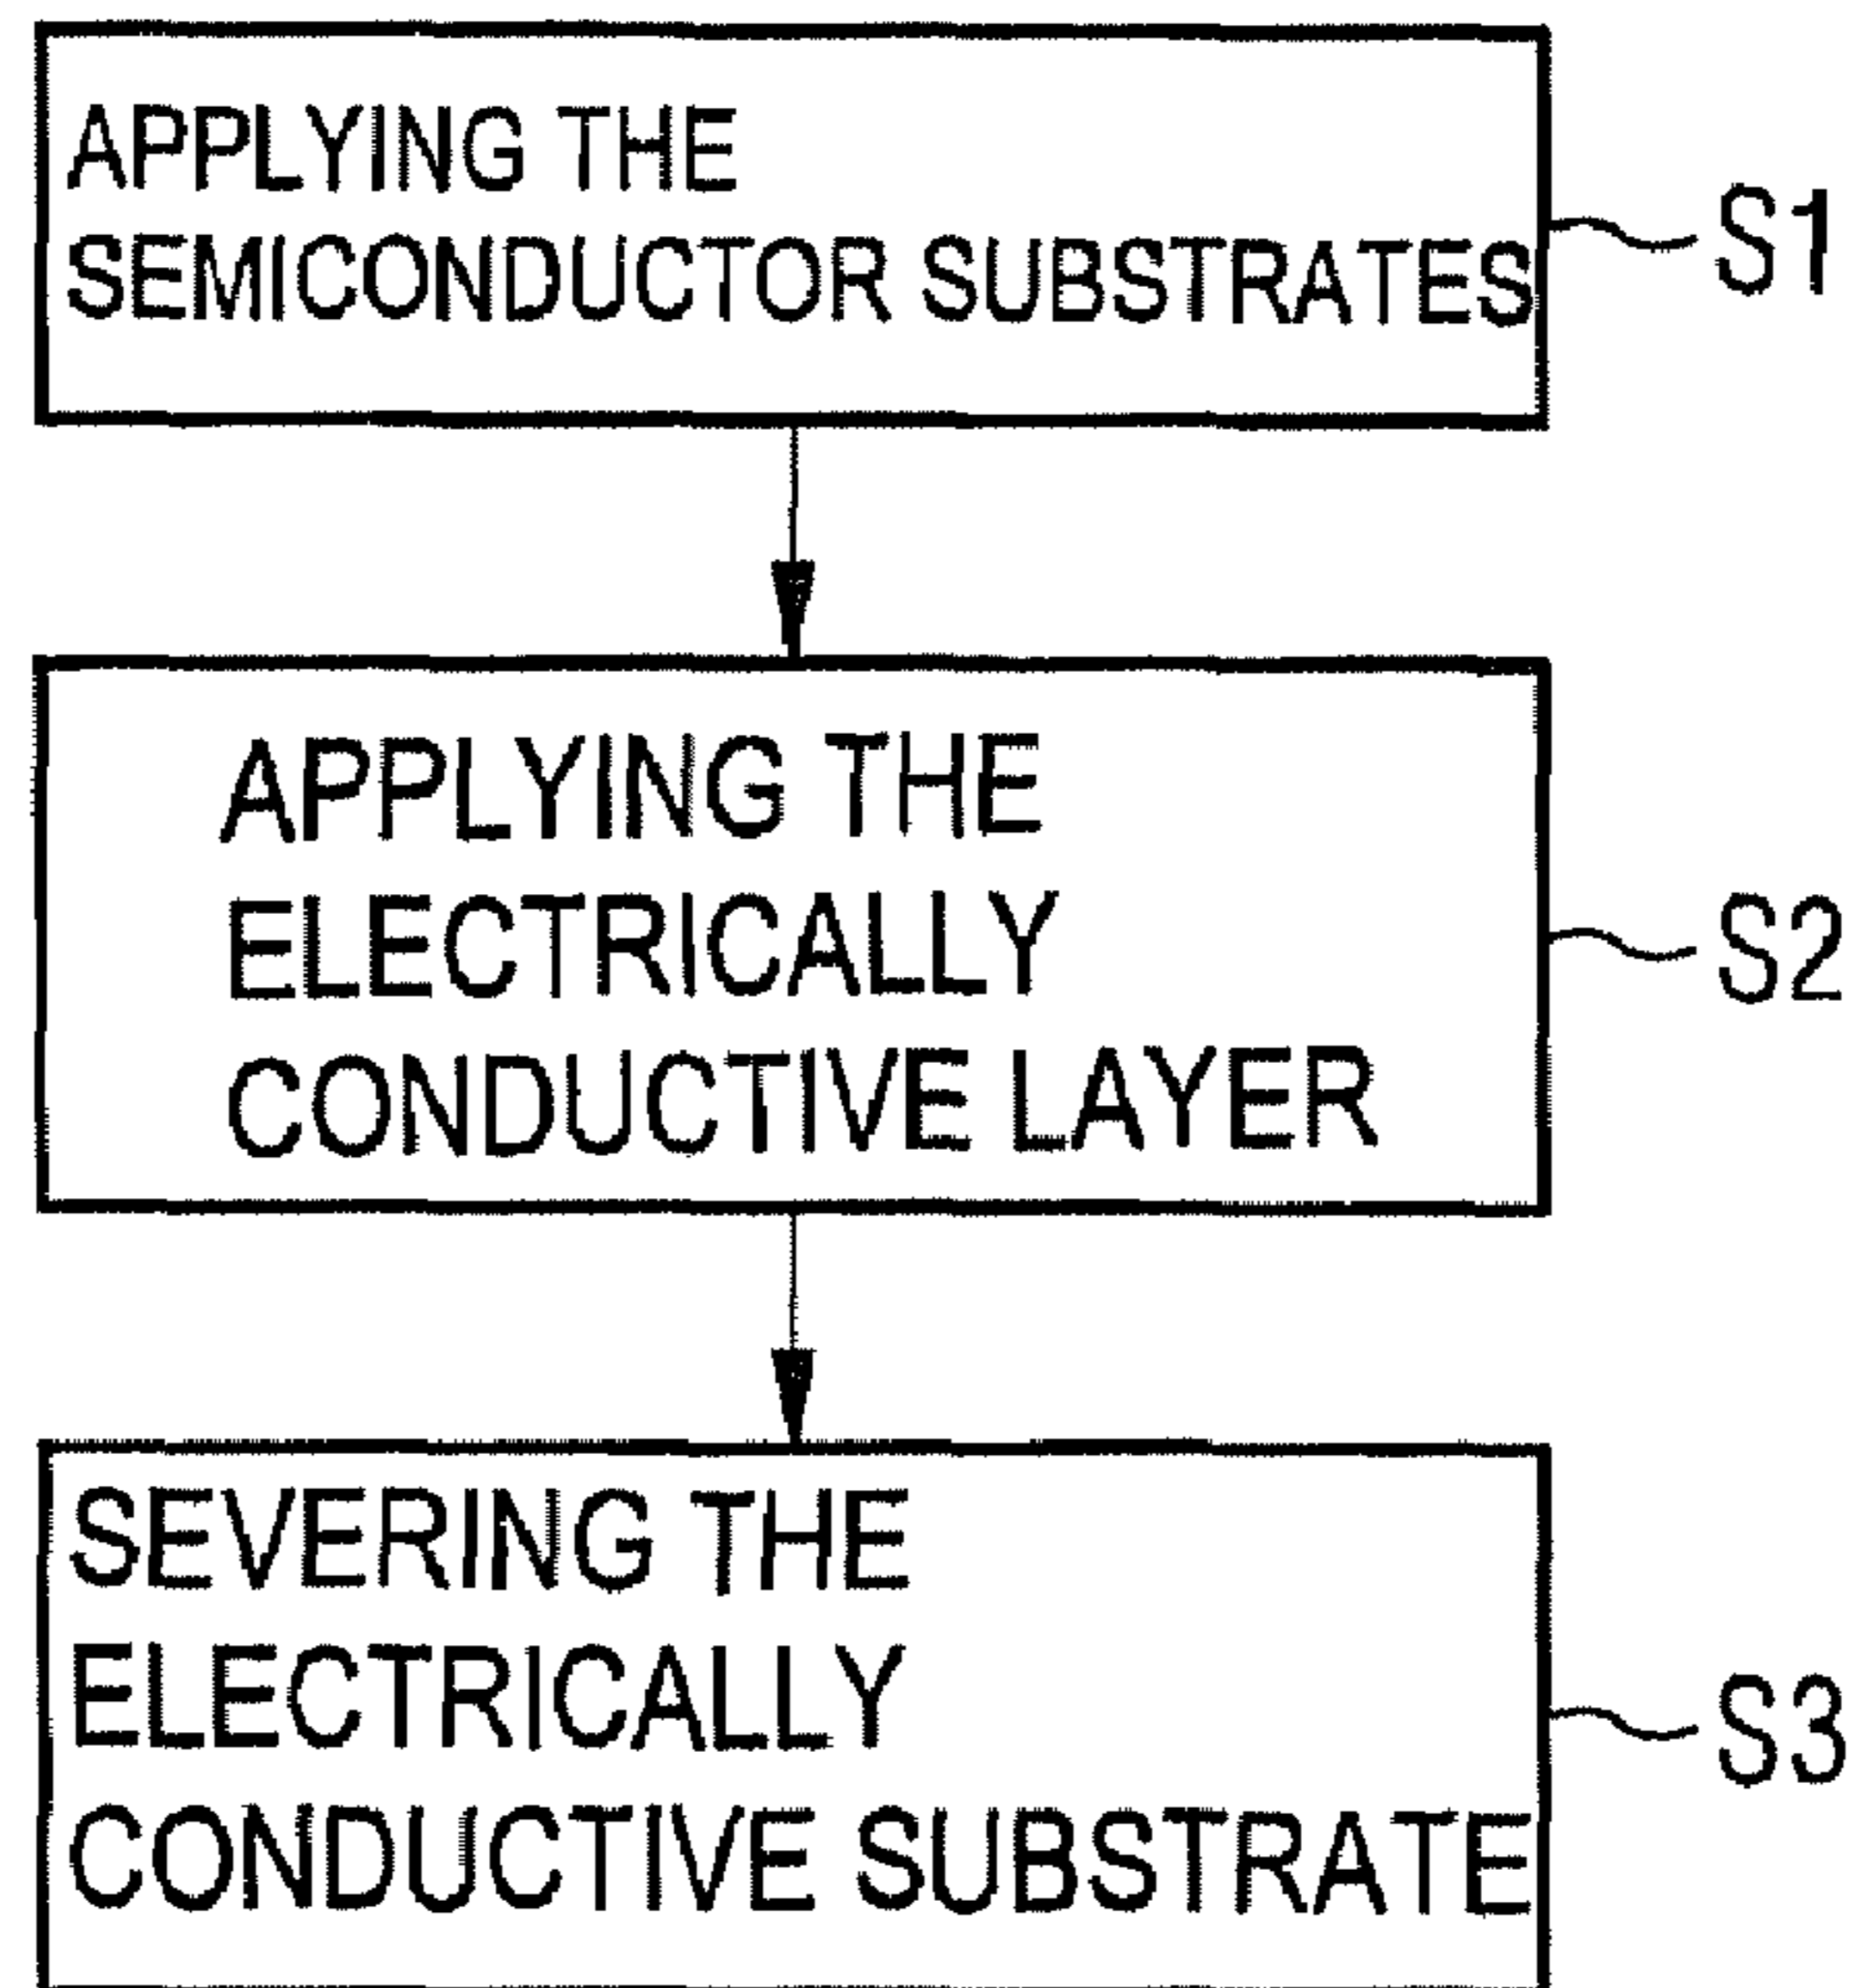 APPLYING THE
SEMICONDUCTOR SUBSTRATES
S1
APPLYING THE
ELECTRICALLY
CONDUCTIVE LAYER
S2
SEVERING THE
ELECTRICALLY
CONDUCTIVE SUBSTRATE
S3